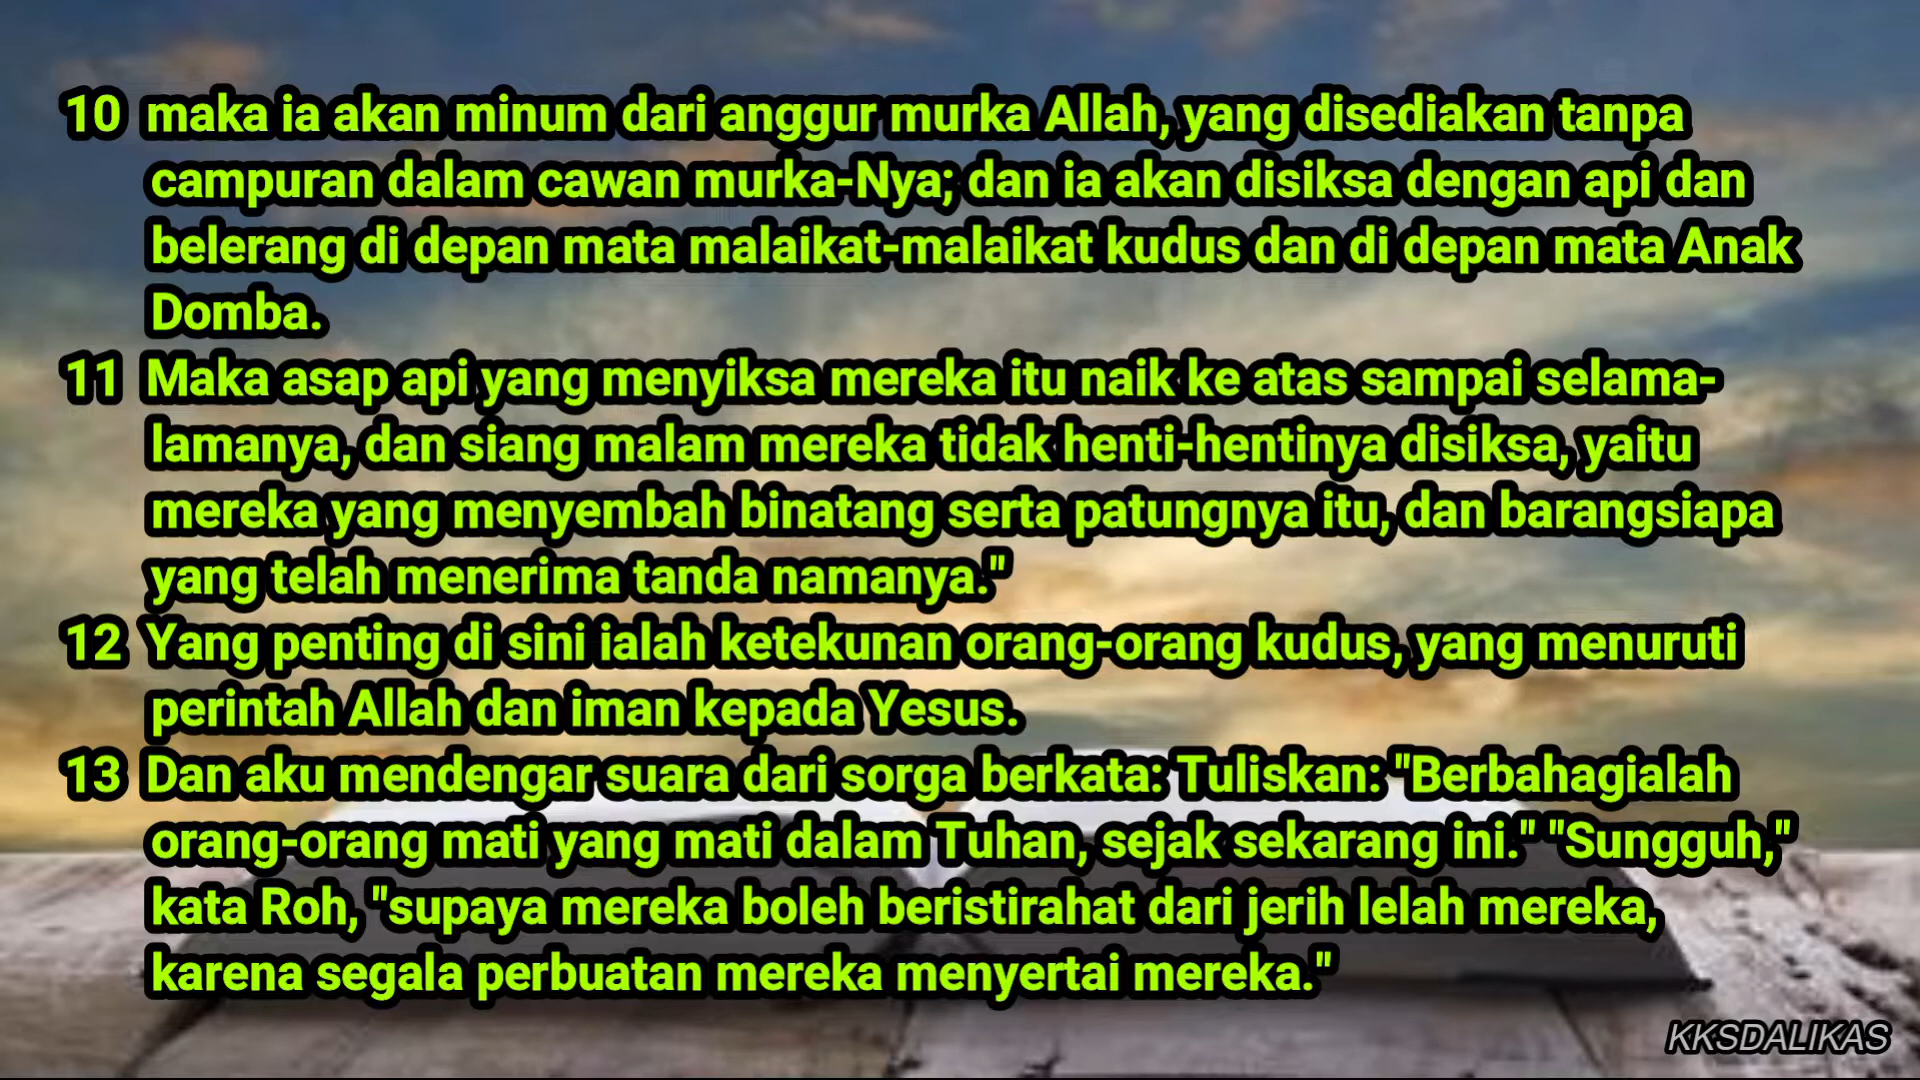 10 maka ia akan minum dari anggur murka Allah, yang disediakan tanpa
campuran dalam cawan murka-Nya; dan ia akan disiksa dengan api dan
belerang di depan mata malaikat-malaikat kudus dan di depan mata Anak
Domba.
11 Maka asap api yang menyiksa mereka itu naik ke atas sampai selama-
lamanya, dan siang malam mereka tidak henti-hentinya disiksa, yaitu
mereka yang menyembah binatang serta patungnya itu, dan barangsiapa
yang telah menerima tanda namanya."
12 Yang penting di sini ialah ketekunan orang-orang kudus, yang menuruti
perintah Allah dan iman kepada Yesus.
13 Dan aku mendengar suara dari sorga berkata: Tuliskan: "Berbahagialah
orang-orang mati yang mati dalam Tuhan, sejak sekarang ini." "Sungguh,"
kata Roh, "supaya mereka boleh beristirahat dari jerih lelah mereka,
karena segala perbuatan mereka menyertai mereka."
KKSDALIKAS